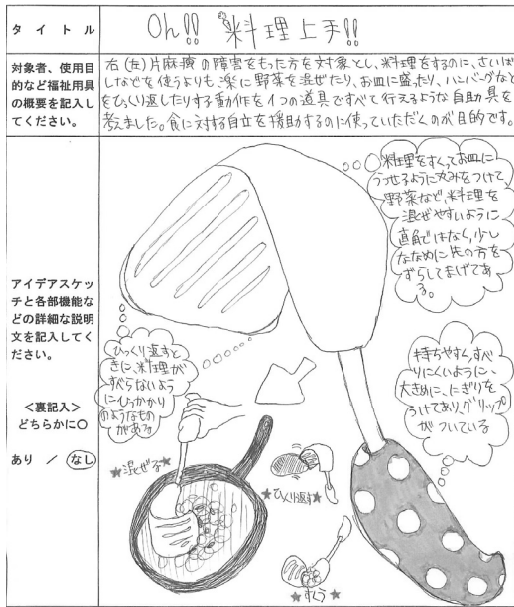 タイトル
Oh!! 料理上手!!
対象者、使用目
的など福祉用具
の概要を記入し
てください。
右(左)片麻痺の障害をもった方を対象とし、料理をするのに、さいば
しなどを使うよりも、楽に野菜を混ぜたり、お皿に盛ったり、ハンバーグなど
をひっくり返したりする動作を1つの道具ですべて行えるような自助具を
考えました。食に対する自立を援助するのに使っていただくのが目的です。
料理をすくってお皿に
うつせるように丸みをつけて、
野菜など、料理を
混ぜやすいように
直角ではなく、少し
ななめに先の方を
ずらしてまげてあ
る。
アイデアスケッ
チと各部機能な
どの詳細な説明
文を記入してく
ださい。
<裏記入>
どちらかに○
あり / なし
ひっくり返すと
きに、料理が
すべらないよう
にひっかかり
のようなもの
がある
持ちやすく、すべ
りにくいように、
大きめに、にぎりを
つけてあり、グリップ
がついている
★混ぜる★
★ひっくり返す★
★すくう★